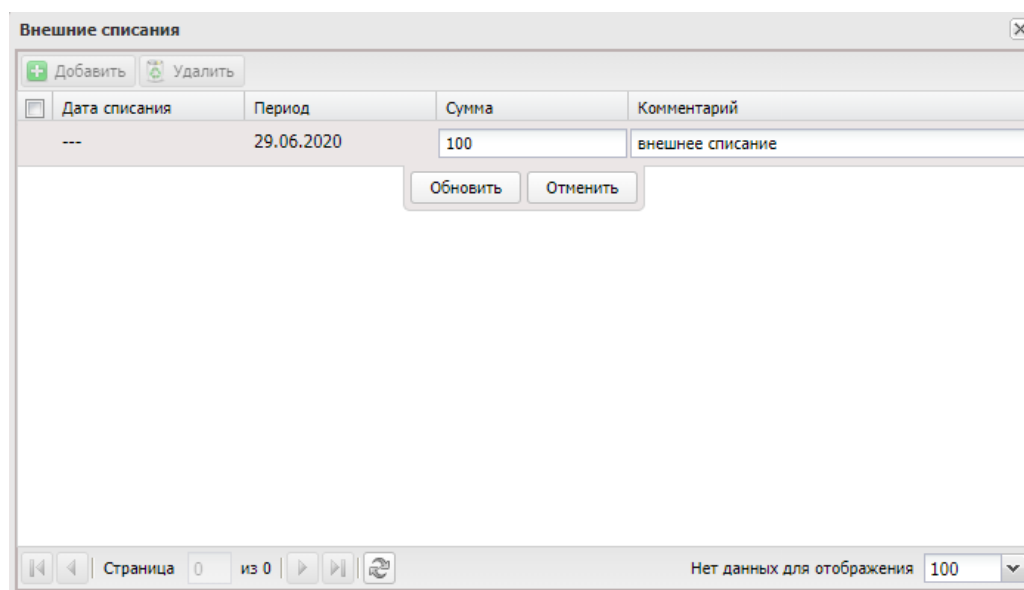 Внешние списания
Добавить Удалить
Дата списания Период Сумма Комментарий
--- 29.06.2020 100 внешнее списание
Обновить Отменить
Страница 0 из 0 Нет данных для отображения 100